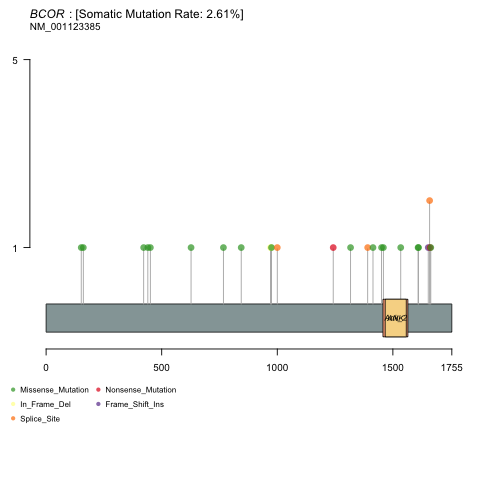 BCOR : [Somatic Mutation Rate: 2.61%]
NM_001123385
5
1
0 500 1000 1500 1755
Missense_Mutation Nonsense_Mutation
In_Frame_Del Frame_Shift_Ins
Splice_Site